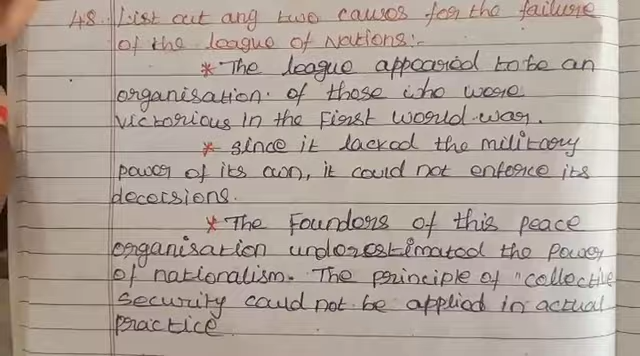 48. List out any two causes for the failure
of the league of Nations:-
* The league appeared to be an
organisation. of those who were
victorious in the First world war.
* since it lacked the military
power of its own, it could not enforce its
decersions.
* The Founders of this peace
organisation underestimated the power
of nationalism. The principle of "collective
security could not be applied in actual
practice